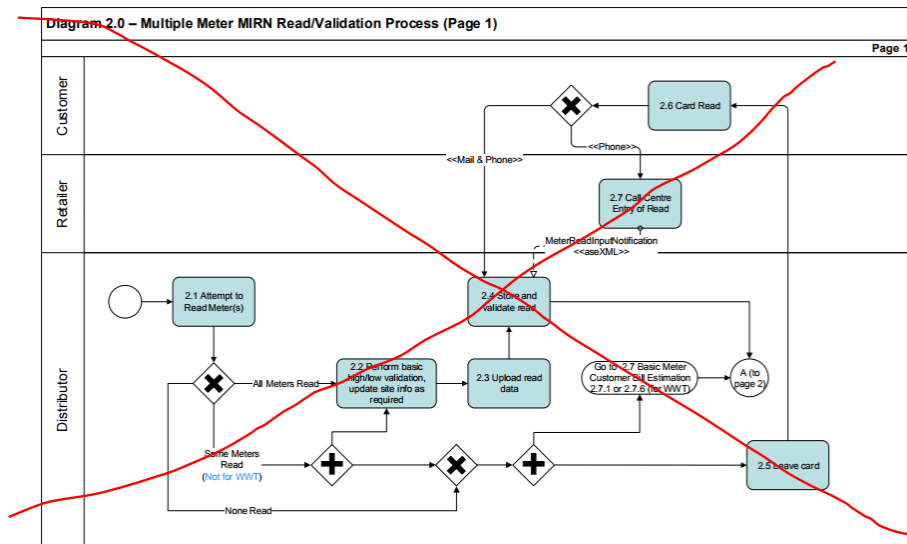 Diagram 2.0 – Multiple Meter MIRN Read/Validation Process (Page 1)
Page 1
Customer
2.6 Card Read
<<Phone>>
<<Mail & Phone>>
Retailer
2.7 Call Centre
Entry of Read
MeterReadInputNotification
<<aseXML>>
Distributor
2.1 Attempt to
Read Meter(s)
2.4 Store and
validate read
All Meters Read
2.2 Perform basic
high/low validation,
update site info as
required
2.3 Upload read
data
Go to 2.7 Basic Meter
Customer Bill Estimation
2.7.1 or 2.7.6 (for WWT)
A (to
page 2)
Some Meters
Read
(Not for WWT)
2.5 Leave card
None Read